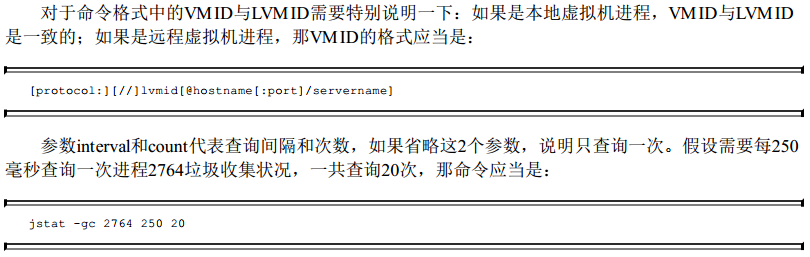 对于命令格式中的VMID与LVMID需要特别说明一下：如果是本地虚拟机进程，VMID与LVMID
是一致的；如果是远程虚拟机进程，那VMID的格式应当是：
[protocol:][//]lvmid[@hostname[:port]/servername]
参数interval和count代表查询间隔和次数，如果省略这2个参数，说明只查询一次。假设需要每250
毫秒查询一次进程2764垃圾收集状况，一共查询20次，那命令应当是：
jstat -gc 2764 250 20